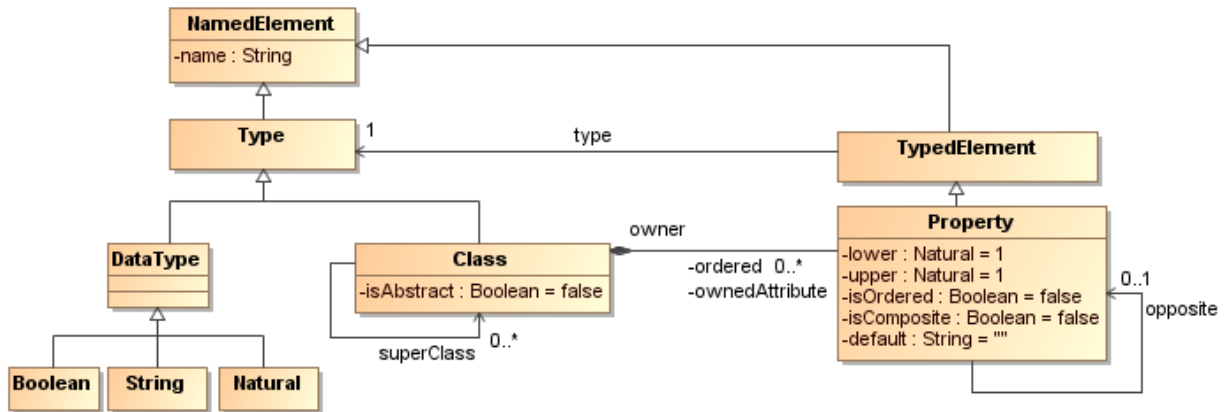 NamedElement
-name : String
Type
1
type
TypedElement
DataType
Class
-isAbstract : Boolean = false
owner
-ordered 0..*
-ownedAttribute
Property
-lower : Natural = 1
-upper : Natural = 1
-isOrdered : Boolean = false
-isComposite : Boolean = false
-default : String = ""
0..1
opposite
superClass
0..*
Boolean
String
Natural